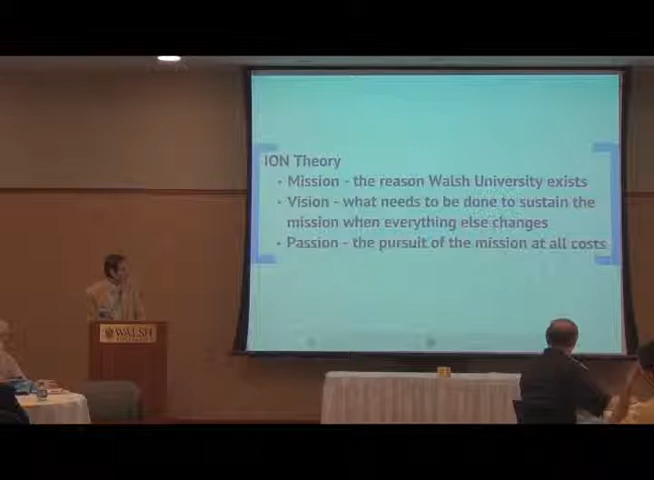 ION Theory
• Mission - the reason Walsh University exists
• Vision - what needs to be done to sustain the
mission when everything else changes
• Passion - the pursuit of the mission at all costs
WALSH